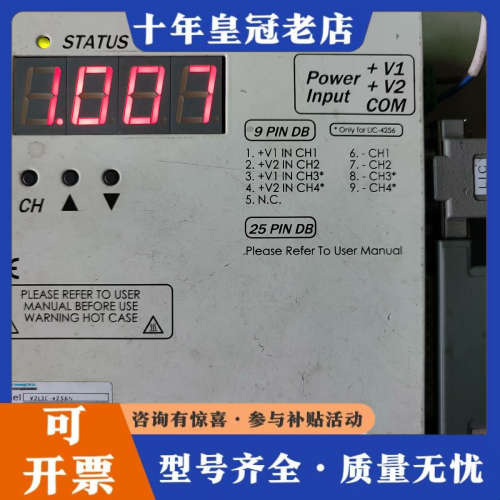 十年皇冠老店
STATUS
1.007
Power Input
+ V1
+ V2
COM
9 PIN DB
* Only for LIC-4256
1. +V1 IN CH1
2. +V2 IN CH2
3. +V1 IN CH3*
4. +V2 IN CH4*
5. N.C.
6. - CH1
7. - CH2
8. - CH3*
9. - CH4*
CH ▲ ▼
25 PIN DB
Please Refer To User Manual
PLEASE REFER TO USER
MANUAL BEFORE USE
WARNING HOT CASE
可开票
咨询有惊喜·参与补贴活动
型号齐全·质量无忧